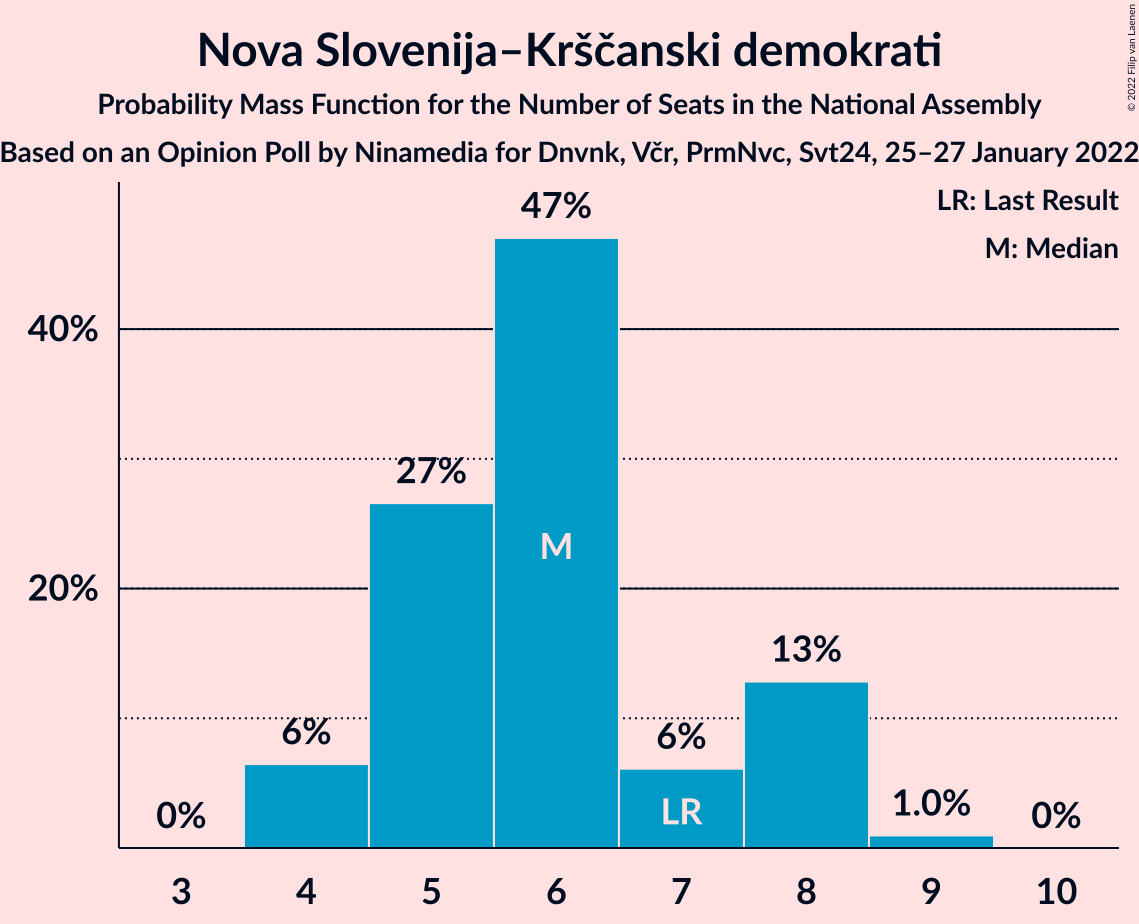 Nova Slovenija–Krščanski demokrati
Probability Mass Function for the Number of Seats in the National Assembly
Based on an Opinion Poll by Ninamedia for Dnvnk, Včr, PrmNvc, Svt24, 25–27 January 2022
© 2022 Filip van Laenen
LR: Last Result
M: Median
47%
40%
27%
M
20%
13%
6%
6%
LR
1.0%
0%
0%
3 4 5 6 7 8 9 10